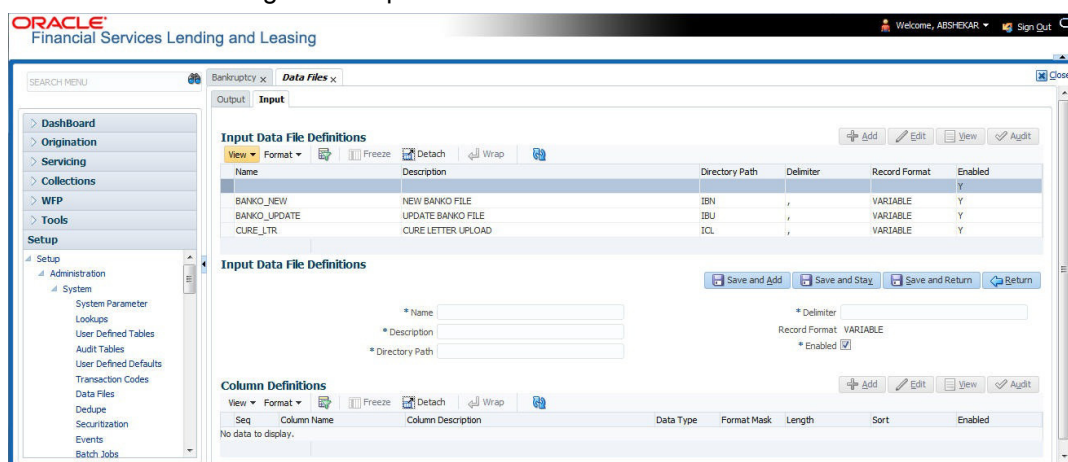 ORACLE
Financial Services Lending and Leasing
Welcome, ABSHEKAR
Sign Out
SEARCH MENU
Bankruptcy x
Data Files x
Close
Output
Input
DashBoard
Origination
Servicing
Collections
WFP
Tools
Setup
Setup
Administration
System
System Parameter
Lookups
User Defined Tables
Audit Tables
User Defined Defaults
Transaction Codes
Data Files
Dedupe
Securitization
Events
Batch Jobs
Input Data File Definitions
Add Edit View Audit
View Format Freeze Detach Wrap
Name Description Directory Path Delimiter Record Format Enabled
Y
BANKO_NEW NEW BANKO FILE IBN , VARIABLE Y
BANKO_UPDATE UPDATE BANKO FILE IBU , VARIABLE Y
CURE_LTR CURE LETTER UPLOAD ICL , VARIABLE Y
Input Data File Definitions
Save and Add Save and Stay Save and Return Return
* Name * Delimiter
* Description Record Format VARIABLE
* Directory Path * Enabled
Column Definitions
Add Edit View Audit
View Format Freeze Detach Wrap
Seq Column Name Column Description Data Type Format Mask Length Sort Enabled
No data to display.